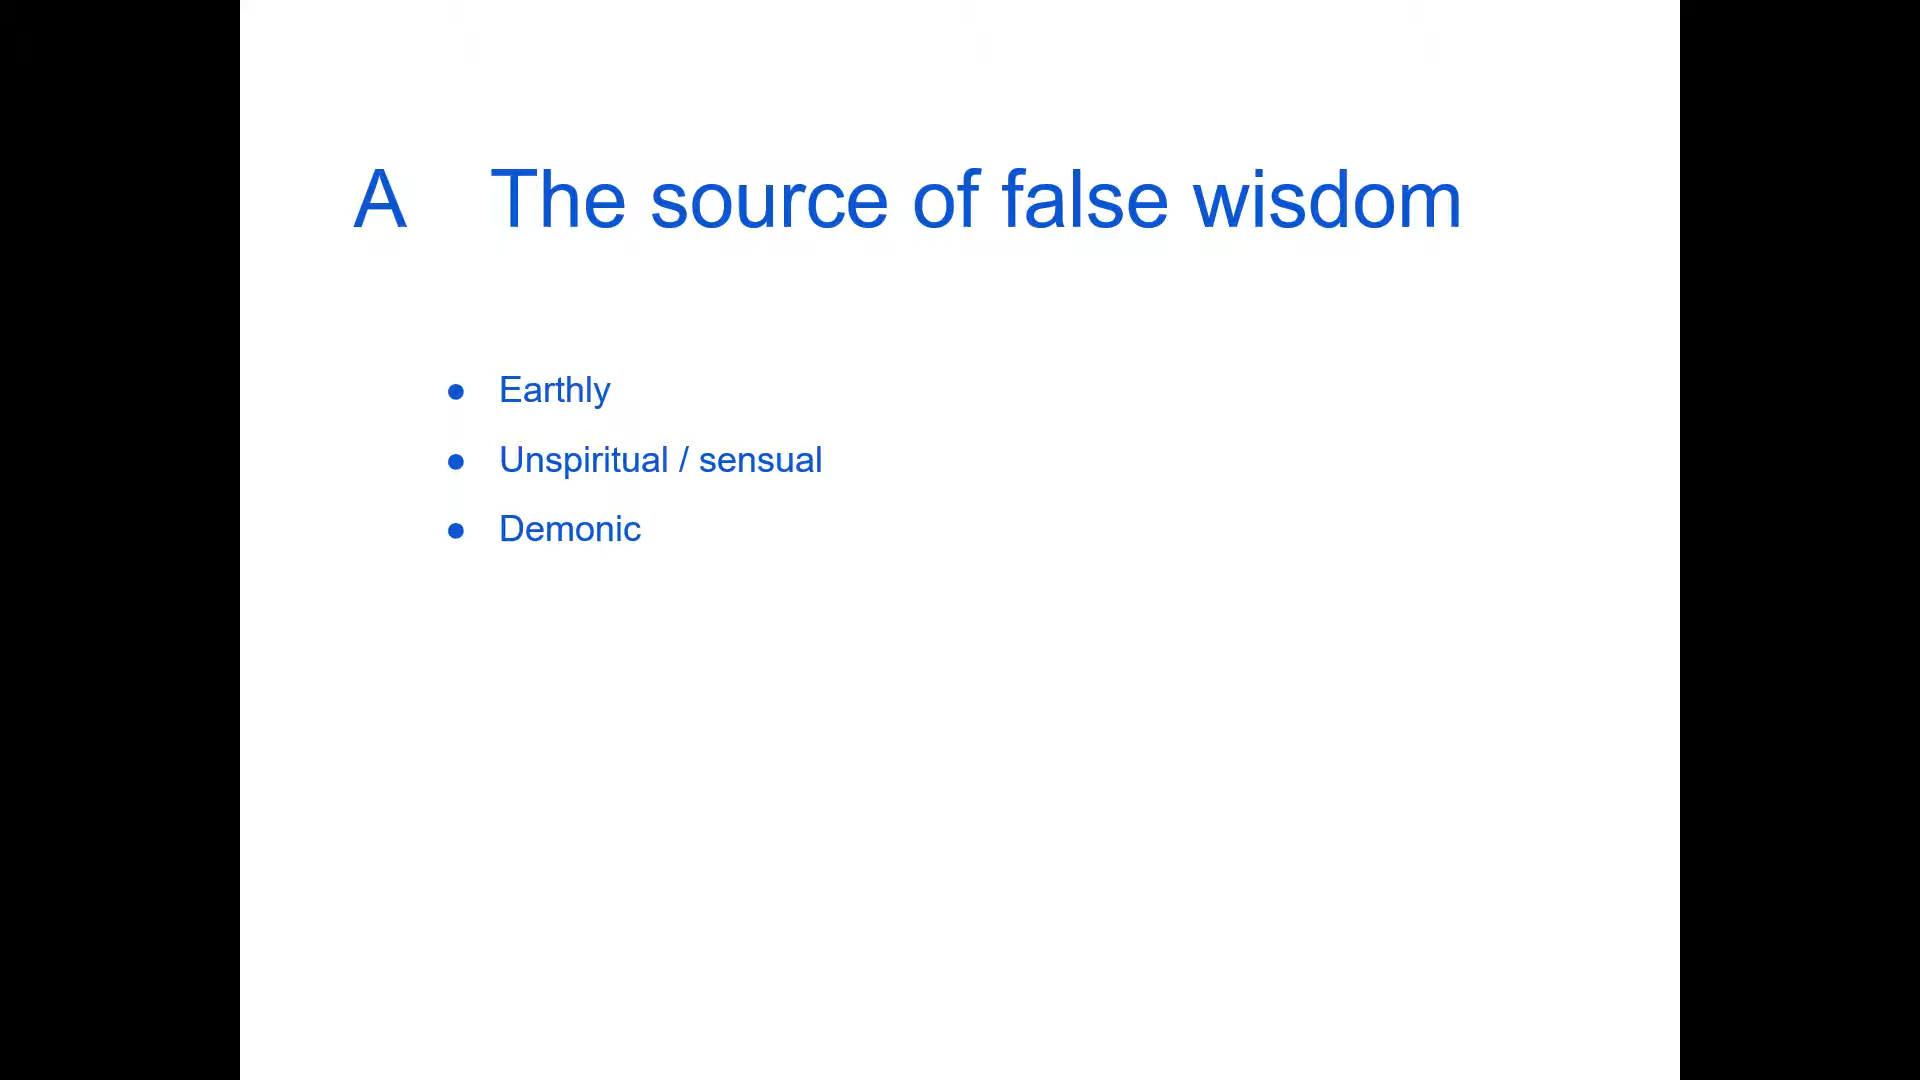 A The source of false wisdom
● Earthly
● Unspiritual / sensual
● Demonic